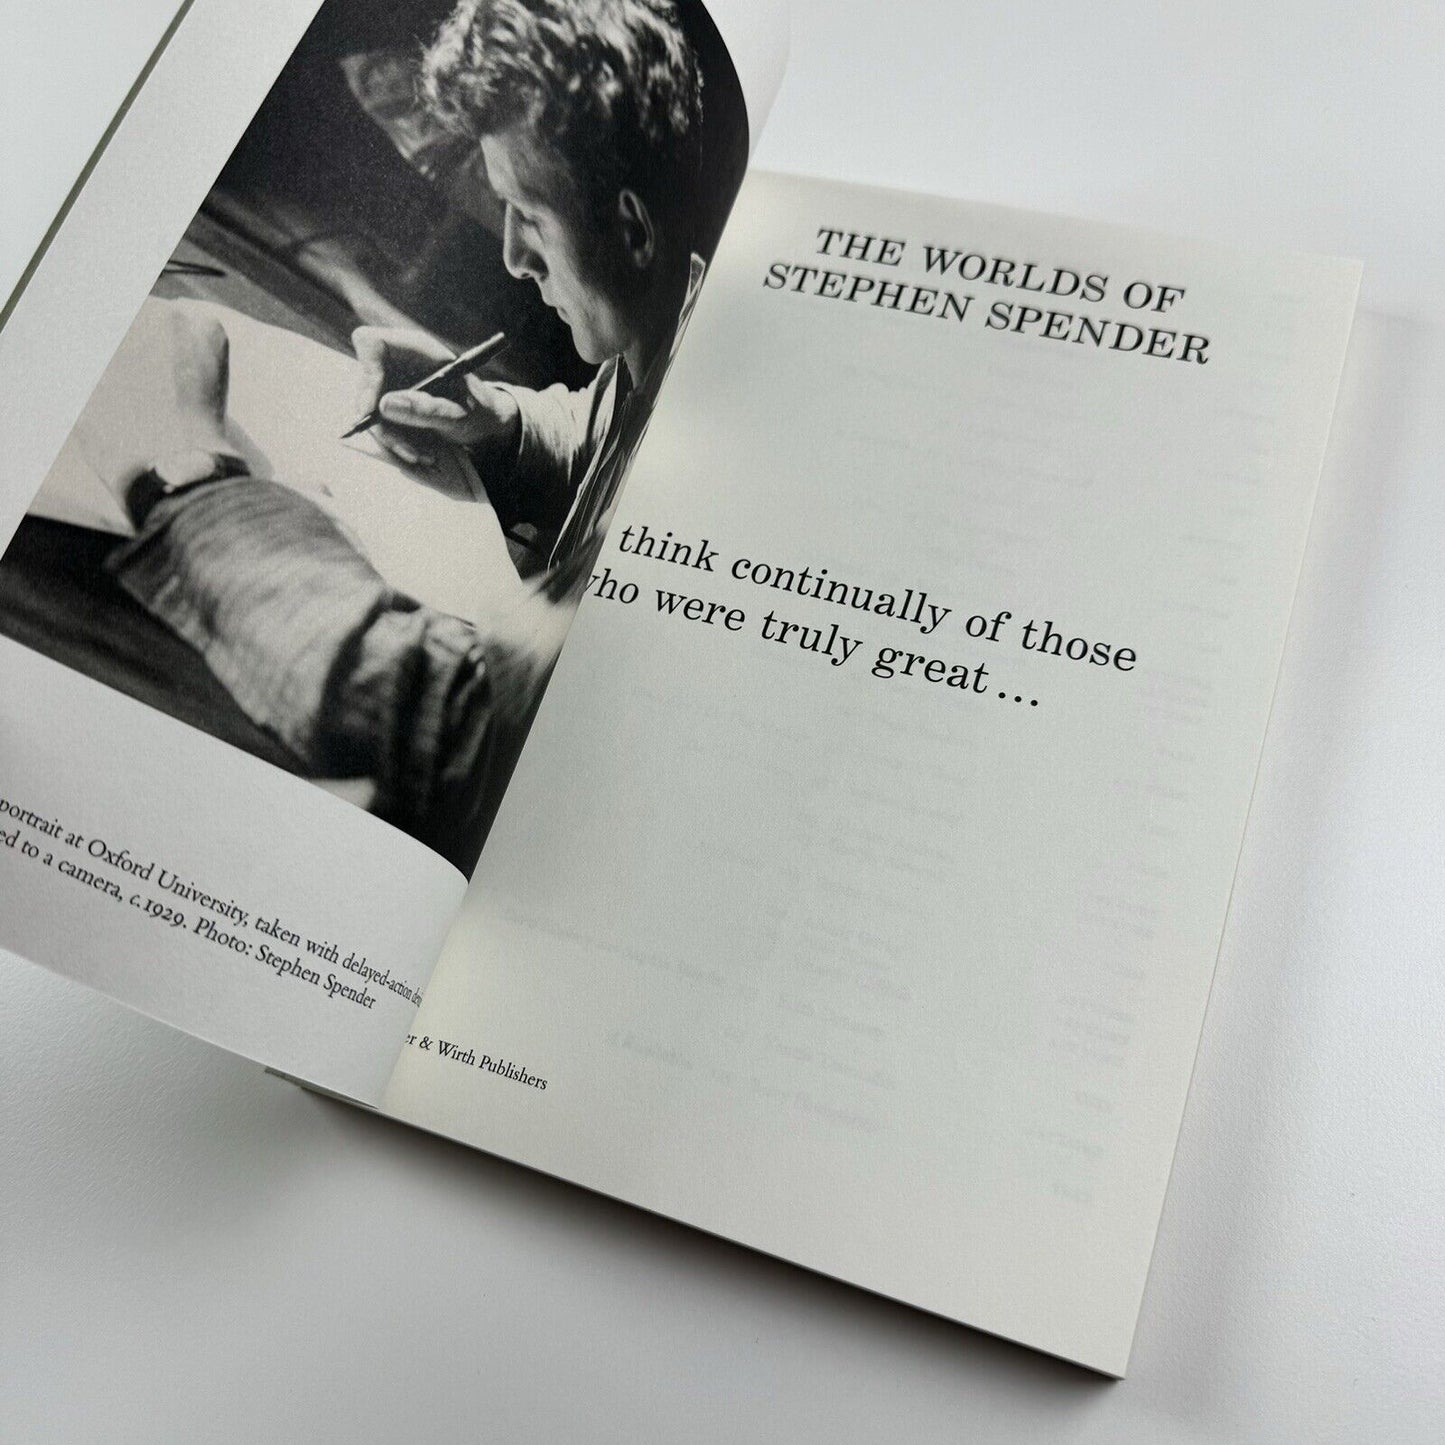 portrait at Oxford University, taken with delayed-action
to a camera, c.1929. Photo: Stephen Spender
THE WORLDS OF
STEPHEN SPENDER
think continually of those
who were truly great...
& Wirth Publishers